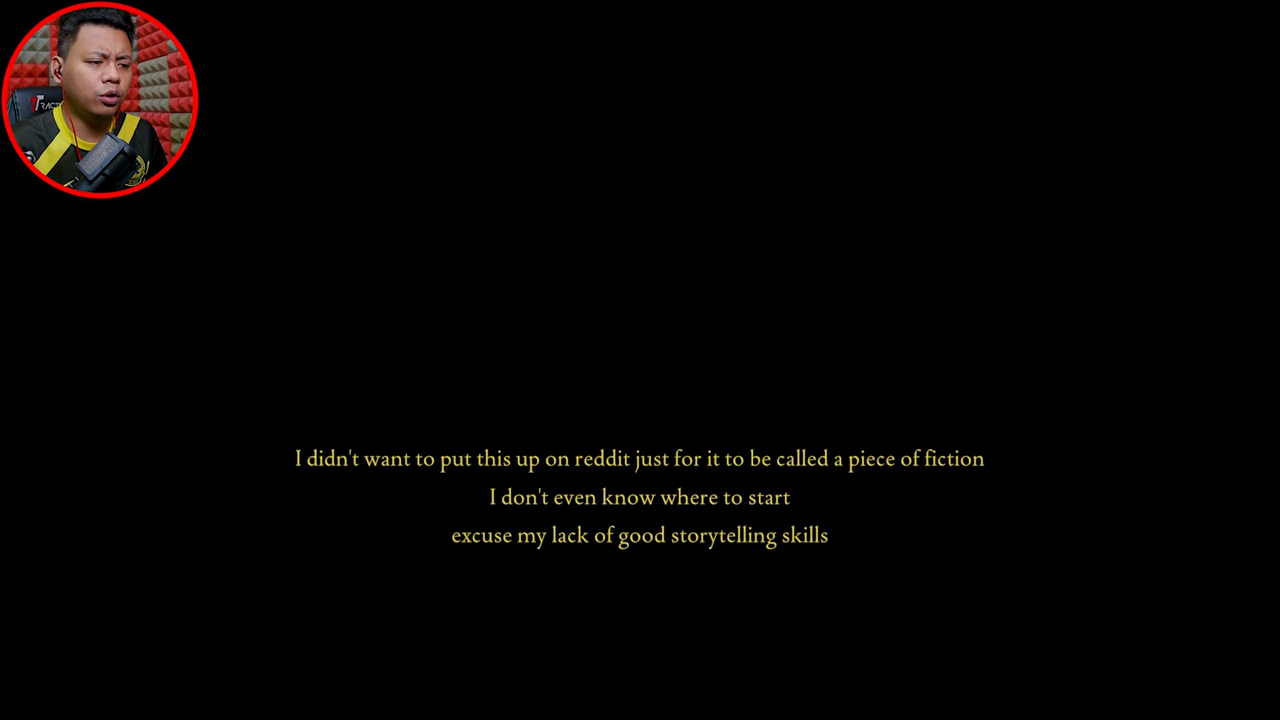 I didn't want to put this up on reddit just for it to be called a piece of fiction
I don't even know where to start
excuse my lack of good storytelling skills